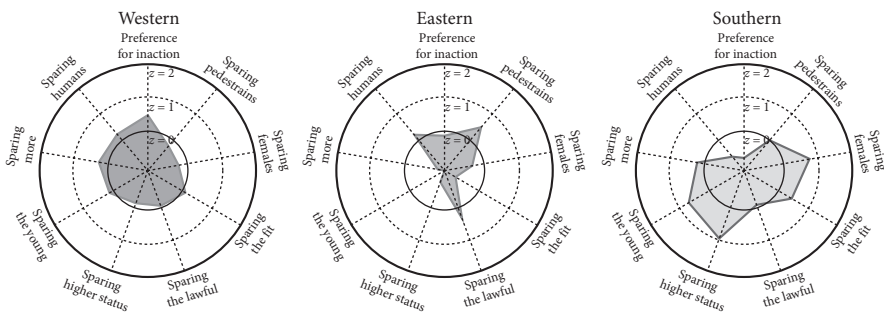 Western
Preference
for inaction
Sparing
pedestrains
Sparing
females
Sparing
the fit
Sparing
the lawful
Sparing
higher status
Sparing
the young
Sparing
more
Sparing
humans
z = 2
z = 1
z = 0
Eastern
Preference
for inaction
Sparing
pedestrains
Sparing
females
Sparing
the fit
Sparing
the lawful
Sparing
higher status
Sparing
the young
Sparing
more
Sparing
humans
z = 2
z = 1
z = 0
Southern
Preference
for inaction
Sparing
pedestrains
Sparing
females
Sparing
the fit
Sparing
the lawful
Sparing
higher status
Sparing
the young
Sparing
more
Sparing
humans
z = 2
z = 1
z = 0